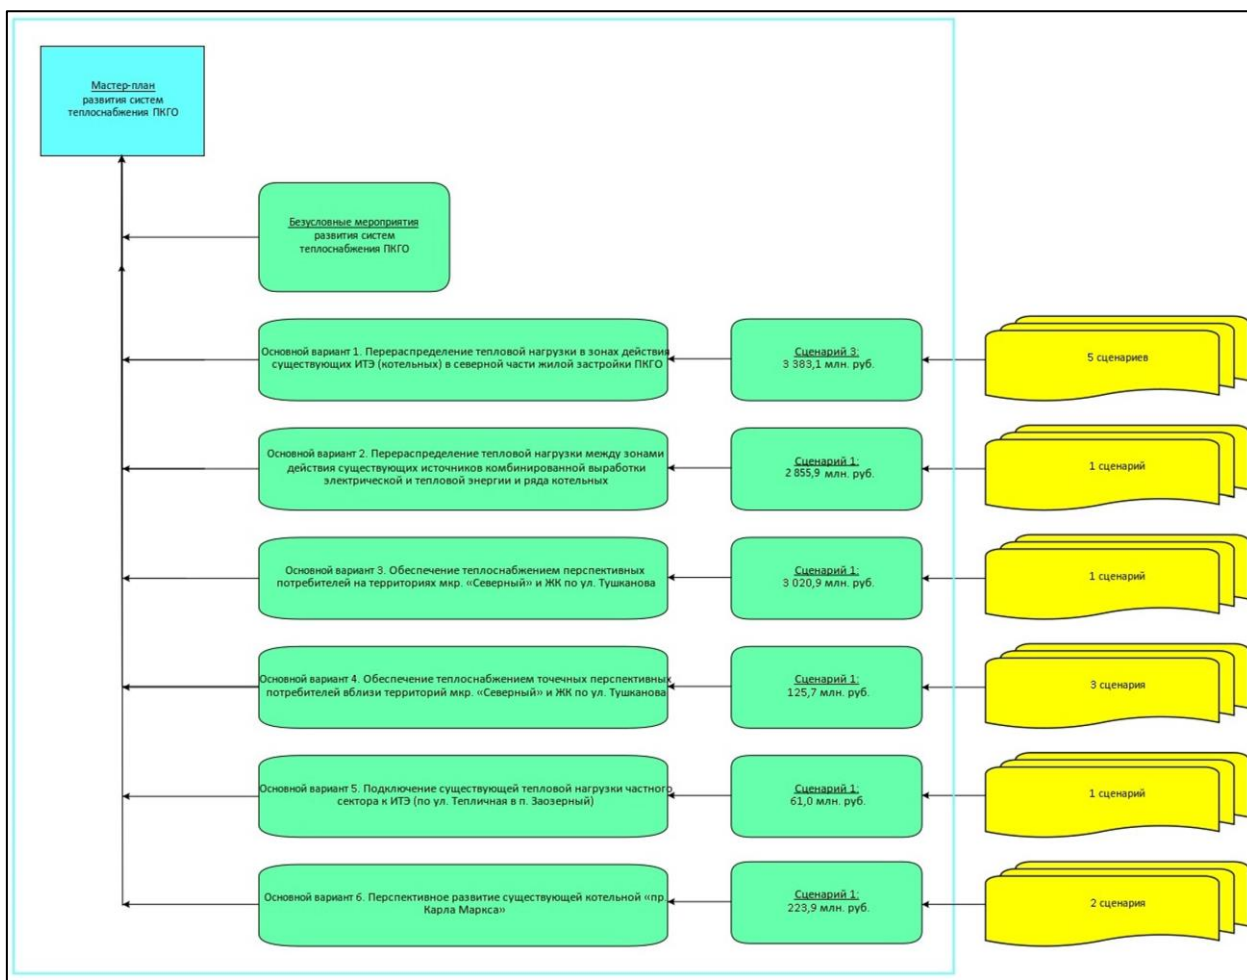 Мастер-план
развития систем
теплоснабжения ПКГО
Безусловные мероприятия
развития систем
теплоснабжения ПКГО
Основной вариант 1. Перераспределение тепловой нагрузки в зонах действия
существующих ИТЭ (котельных) в северной части жилой застройки ПКГО
Сценарий 3:
3 383,1 млн. руб.
5 сценариев
Основной вариант 2. Перераспределение тепловой нагрузки между зонами
действия существующих источников комбинированной выработки
электрической и тепловой энергии и ряда котельных
Сценарий 1:
2 855,9 млн. руб.
1 сценарий
Основной вариант 3. Обеспечение теплоснабжением перспективных
потребителей на территориях мкр. «Северный» и ЖК по ул. Тушканова
Сценарий 1:
3 020,9 млн. руб.
1 сценарий
Основной вариант 4. Обеспечение теплоснабжением точечных перспективных
потребителей вблизи территорий мкр. «Северный» и ЖК по ул. Тушканова
Сценарий 1:
125,7 млн. руб.
3 сценария
Основной вариант 5. Подключение существующей тепловой нагрузки частного
сектора к ИТЭ (по ул. Тепличная в п. Заозерный)
Сценарий 1:
61,0 млн. руб.
1 сценарий
Основной вариант 6. Перспективное развитие существующей котельной «пр.
Карла Маркса»
Сценарий 1:
223,9 млн. руб.
2 сценария